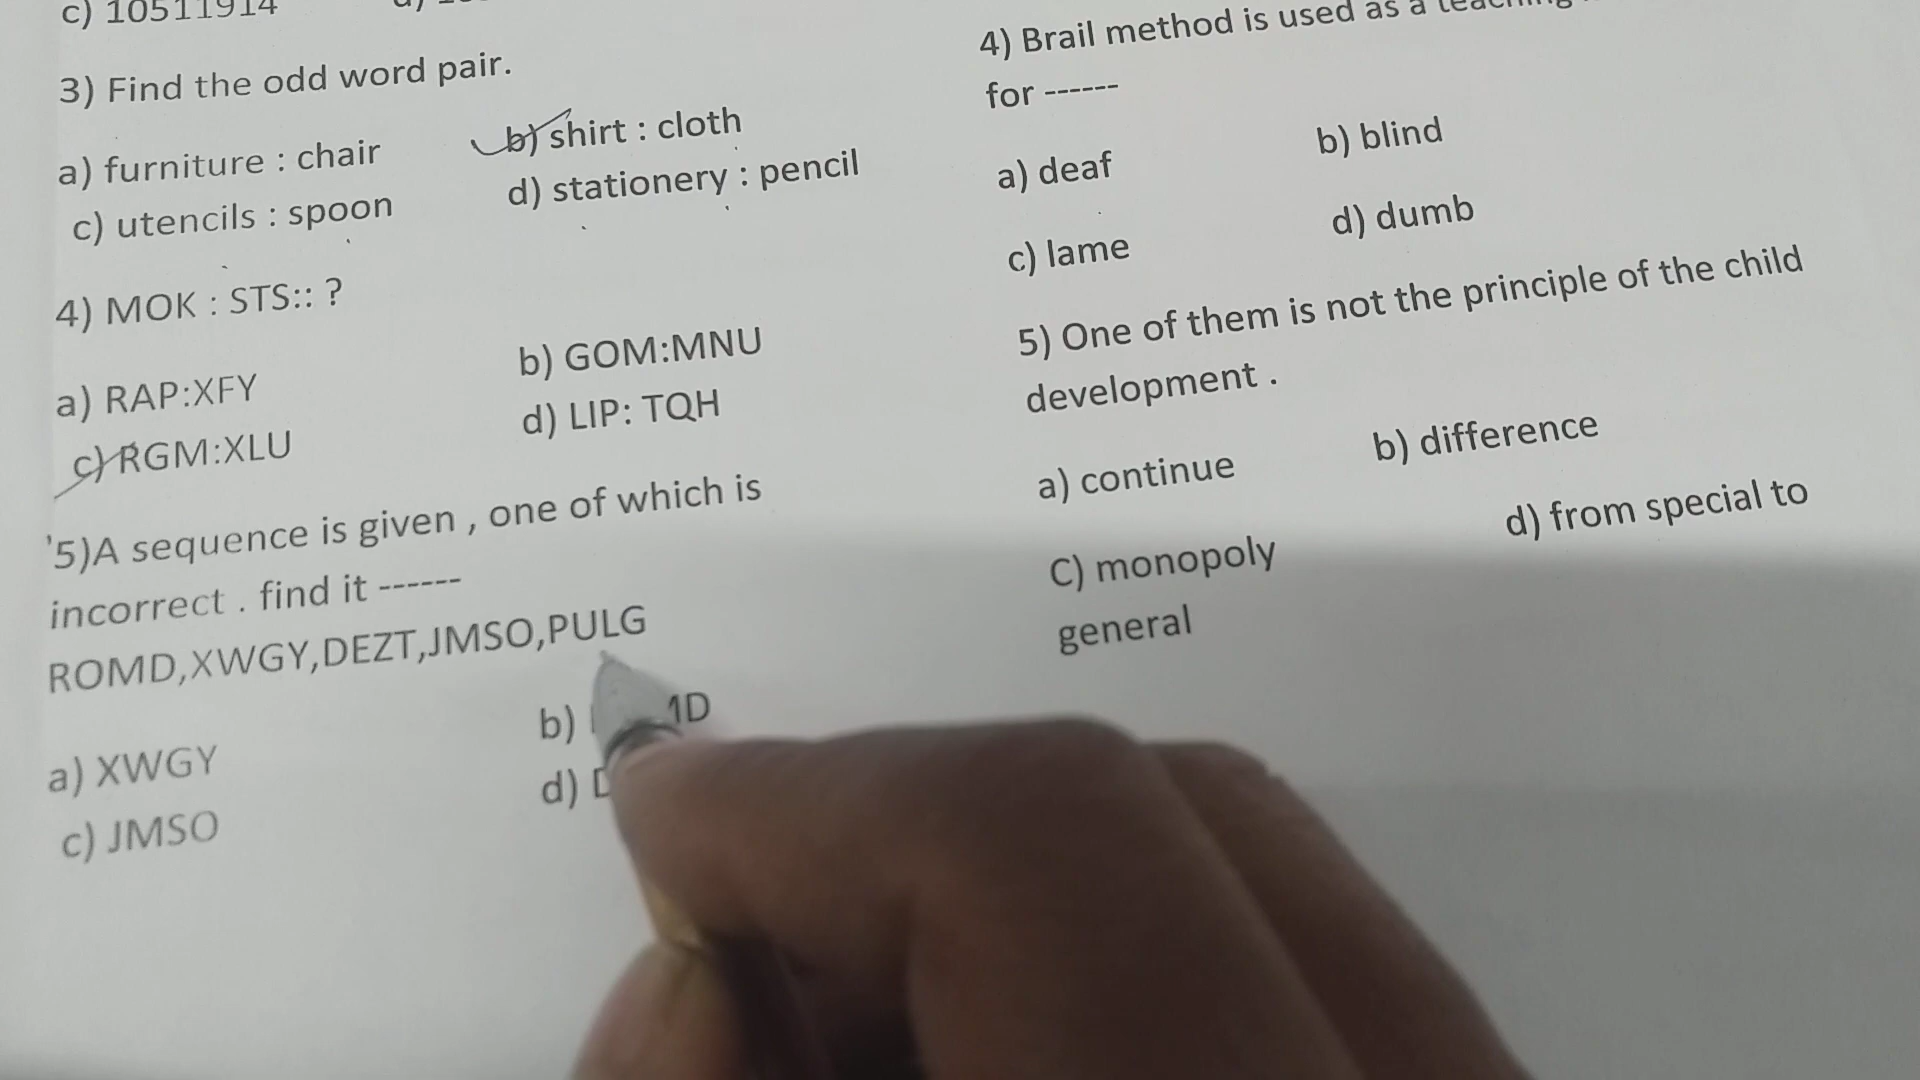 c) 10511914
3) Find the odd word pair.
a) furniture : chair
b) shirt : cloth
c) utencils : spoon
d) stationery : pencil
4) MOK : STS:: ?
a) RAP:XFY
b) GOM:MNU
c) RGM:XLU
d) LIP: TQH
'5)A sequence is given , one of which is
incorrect . find it ------
ROMD,XWGY,DEZT,JMSO,PULG
a) XWGY
b)
c) JMSO
d)
4) Brail method is used as a
for ------
a) deaf
b) blind
c) lame
d) dumb
5) One of them is not the principle of the child
development .
a) continue
b) difference
C) monopoly
d) from special to
general